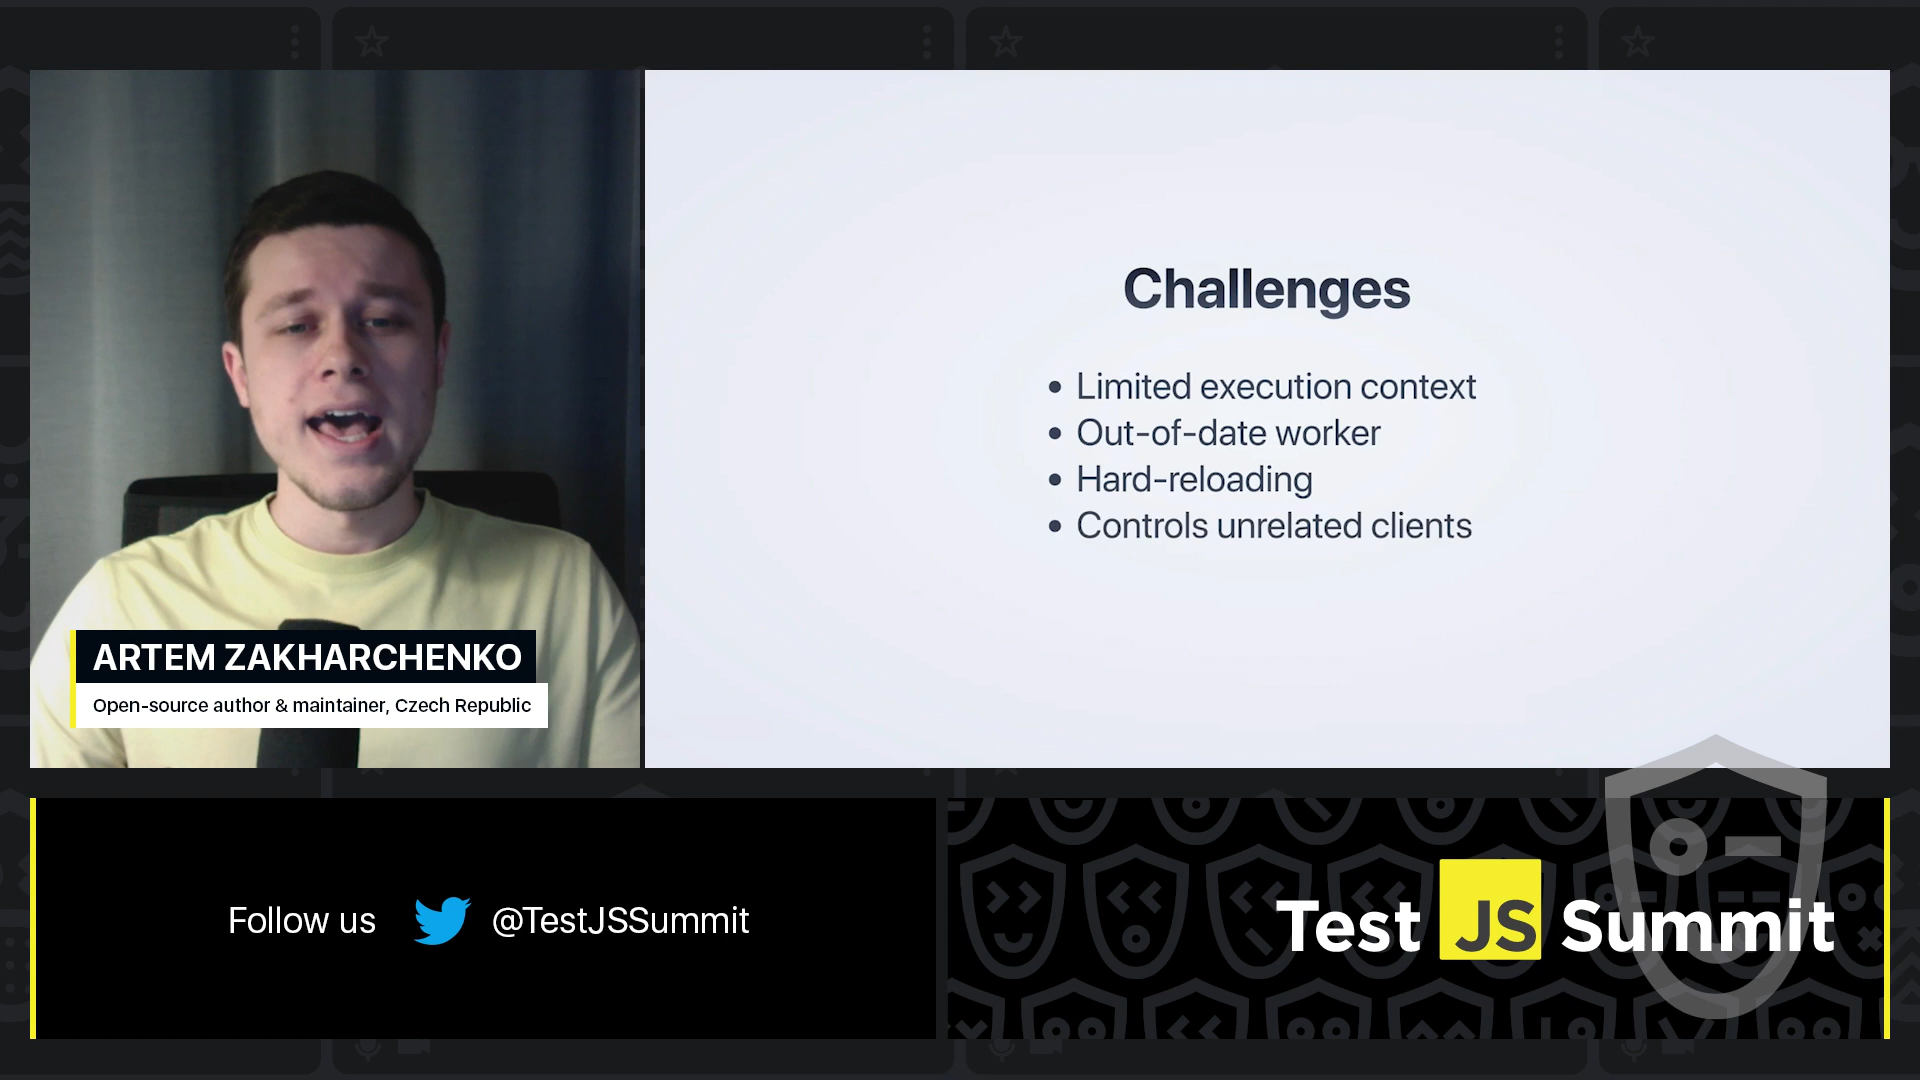 Challenges
• Limited execution context
• Out-of-date worker
• Hard-reloading
• Controls unrelated clients
ARTEM ZAKHARCHENKO
Open-source author & maintainer, Czech Republic
Follow us @TestJSSummit
Test JS Summit